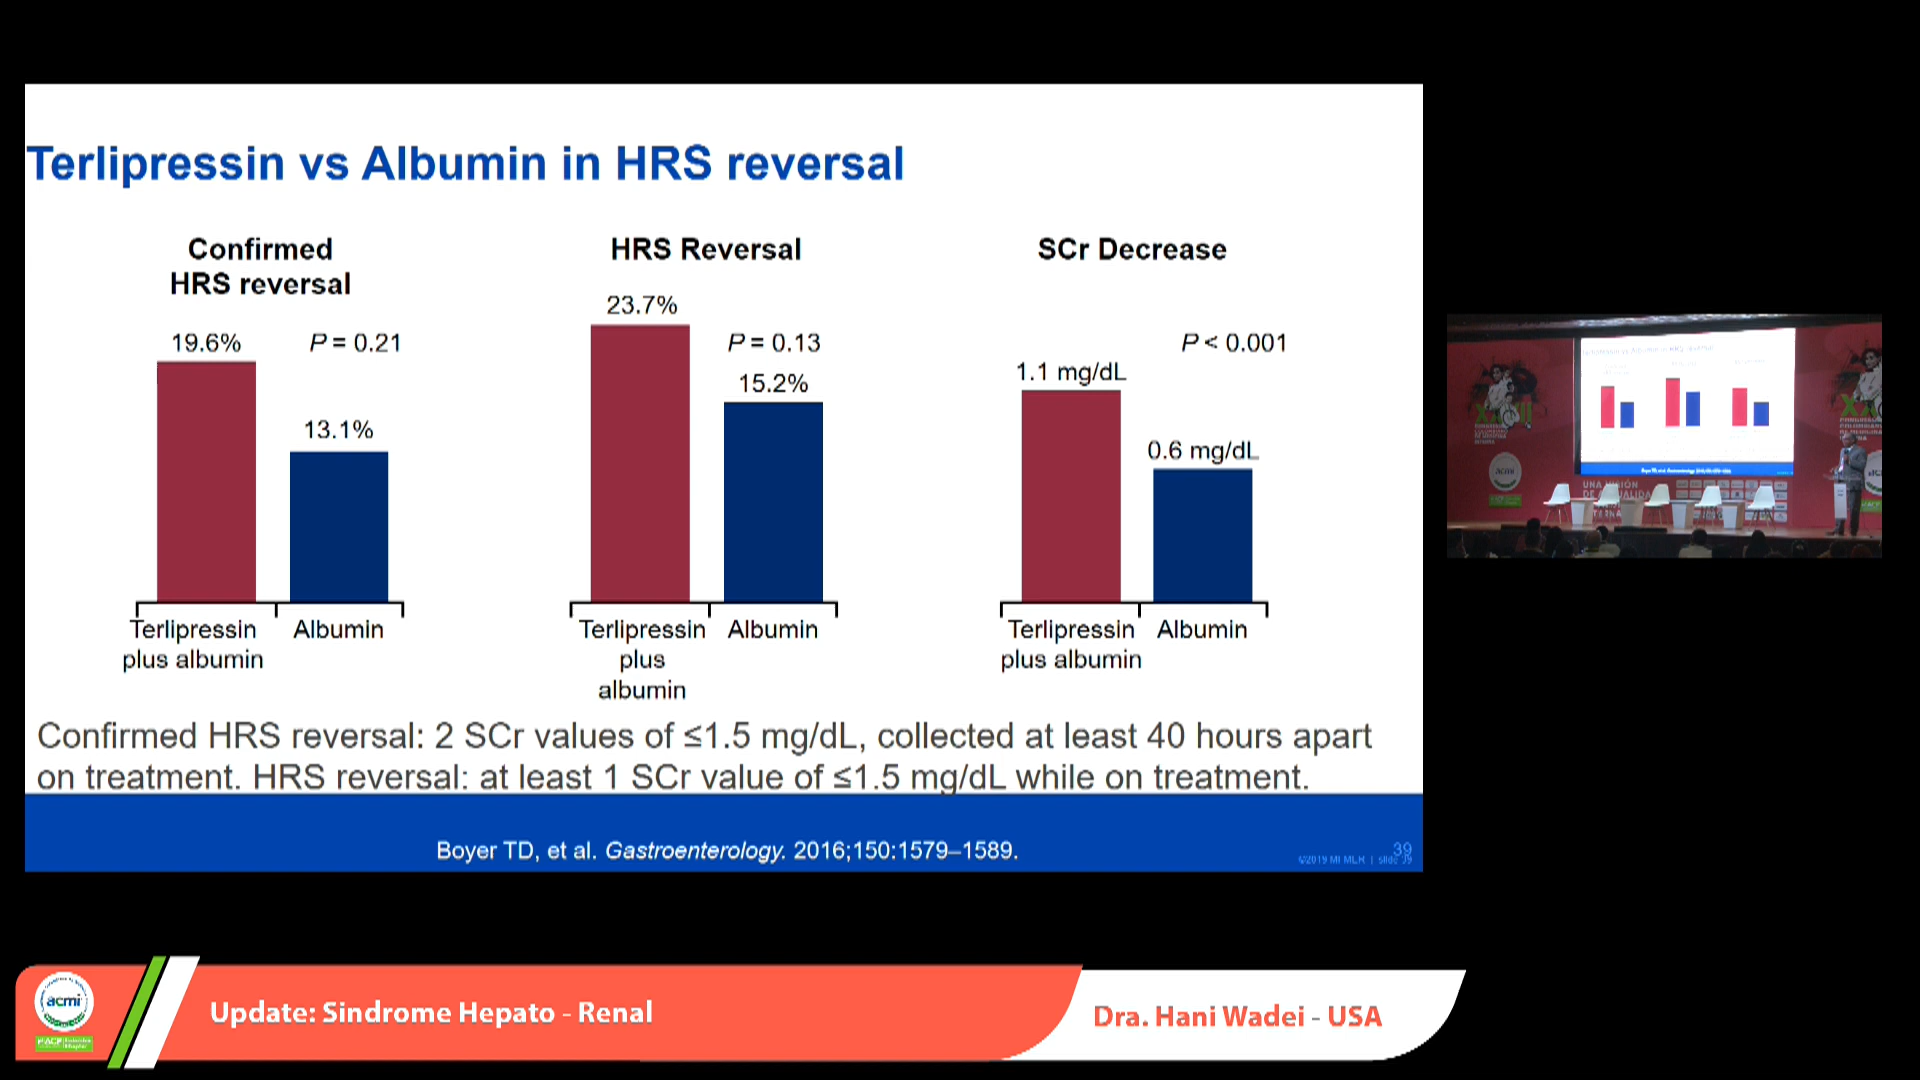 Terlipressin vs Albumin in HRS reversal
Confirmed
HRS reversal
19.6%
P = 0.21
13.1%
Terlipressin
plus albumin
Albumin
HRS Reversal
23.7%
P = 0.13
15.2%
Terlipressin
plus
albumin
Albumin
SCr Decrease
1.1 mg/dL
P < 0.001
0.6 mg/dL
Terlipressin
plus albumin
Albumin
Confirmed HRS reversal: 2 SCr values of ≤1.5 mg/dL, collected at least 40 hours apart
on treatment. HRS reversal: at least 1 SCr value of ≤1.5 mg/dL while on treatment.
Boyer TD, et al. Gastroenterology. 2016;150:1579–1589.
39
acmi
Update: Sindrome Hepato - Renal
Dra. Hani Wadei - USA